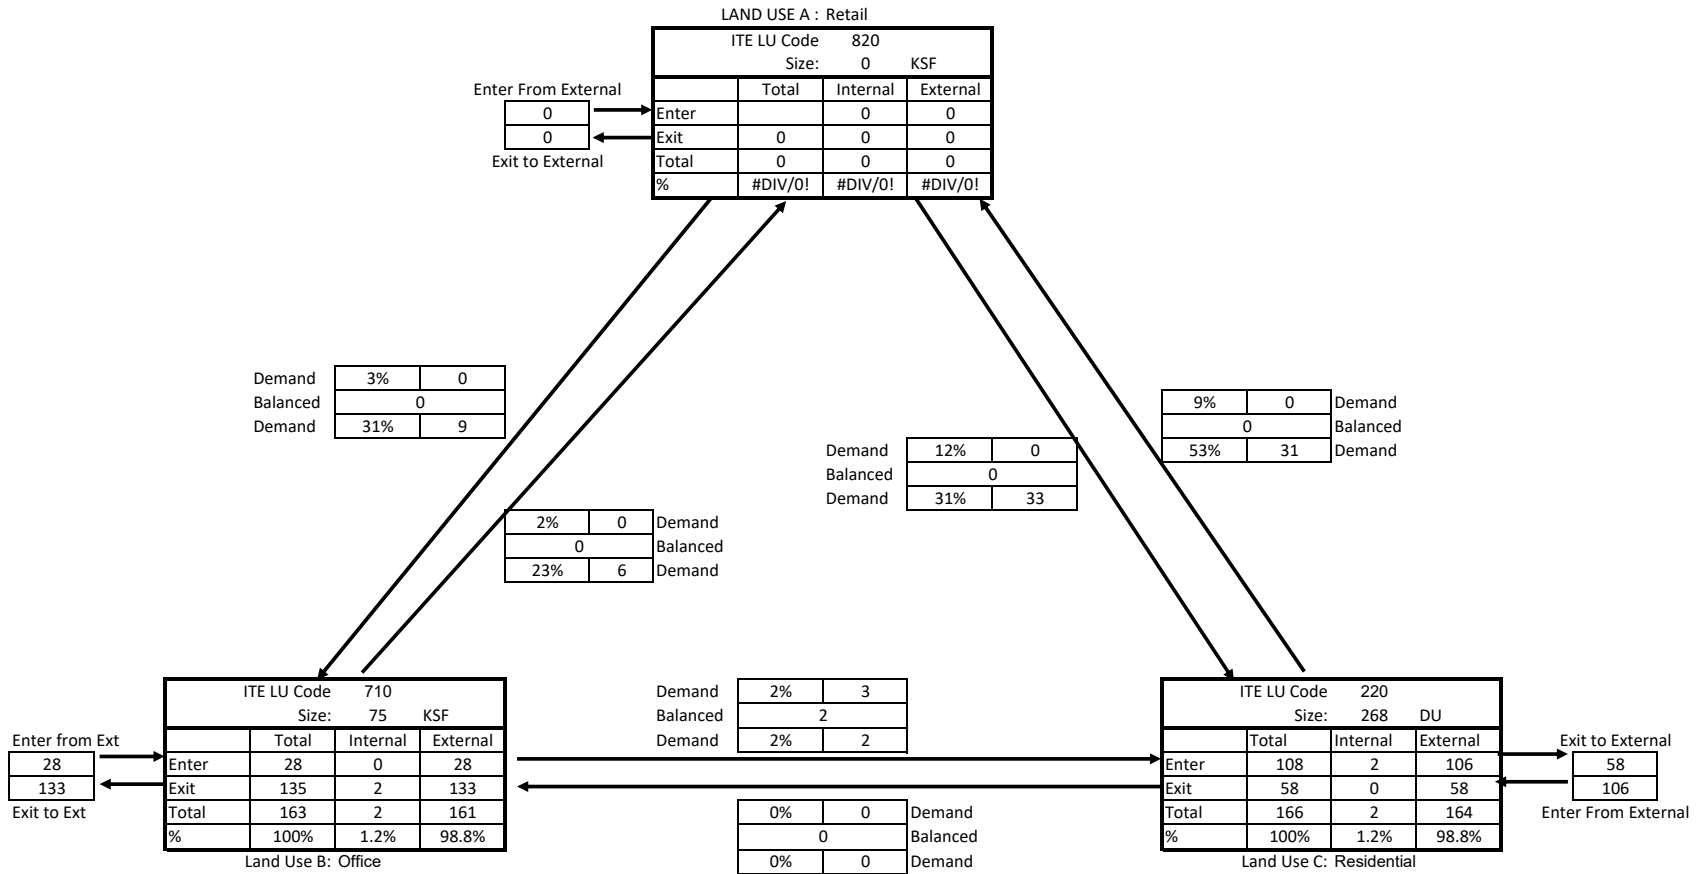 LAND USE A : Retail
ITE LU Code 820
Size: 0 KSF
Enter From External
Total Internal External
0
Enter 0 0
0
Exit 0 0 0
Exit to External
Total 0 0 0
% #DIV/0! #DIV/0! #DIV/0!
Demand 3% 0
Balanced 0
Demand 31% 9
9% 0 Demand
0 Balanced
53% 31 Demand
Demand 12% 0
Balanced 0
Demand 31% 33
2% 0 Demand
0 Balanced
23% 6 Demand
ITE LU Code 710
Size: 75 KSF
Enter from Ext
Total Internal External
28
Enter 28 0 28
133
Exit 135 2 133
Exit to Ext
Total 163 2 161
% 100% 1.2% 98.8%
Land Use B: Office
Demand 2% 3
Balanced 2
Demand 2% 2
0% 0 Demand
0 Balanced
0% 0 Demand
ITE LU Code 220
Size: 268 DU
Total Internal External
Exit to External
Enter 108 2 106
58
Exit 58 0 58
106
Total 166 2 164
Enter From External
% 100% 1.2% 98.8%
Land Use C: Residential